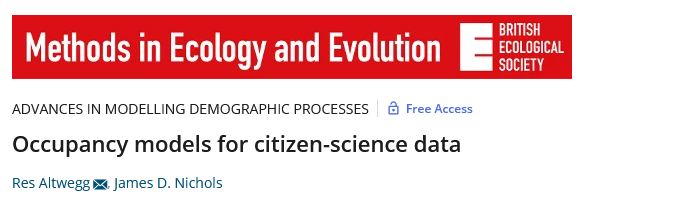 Methods in Ecology and Evolution
BRITISH
ECOLOGICAL
SOCIETY
ADVANCES IN MODELLING DEMOGRAPHIC PROCESSES Free Access
Occupancy models for citizen-science data
Res Altwegg, James D. Nichols